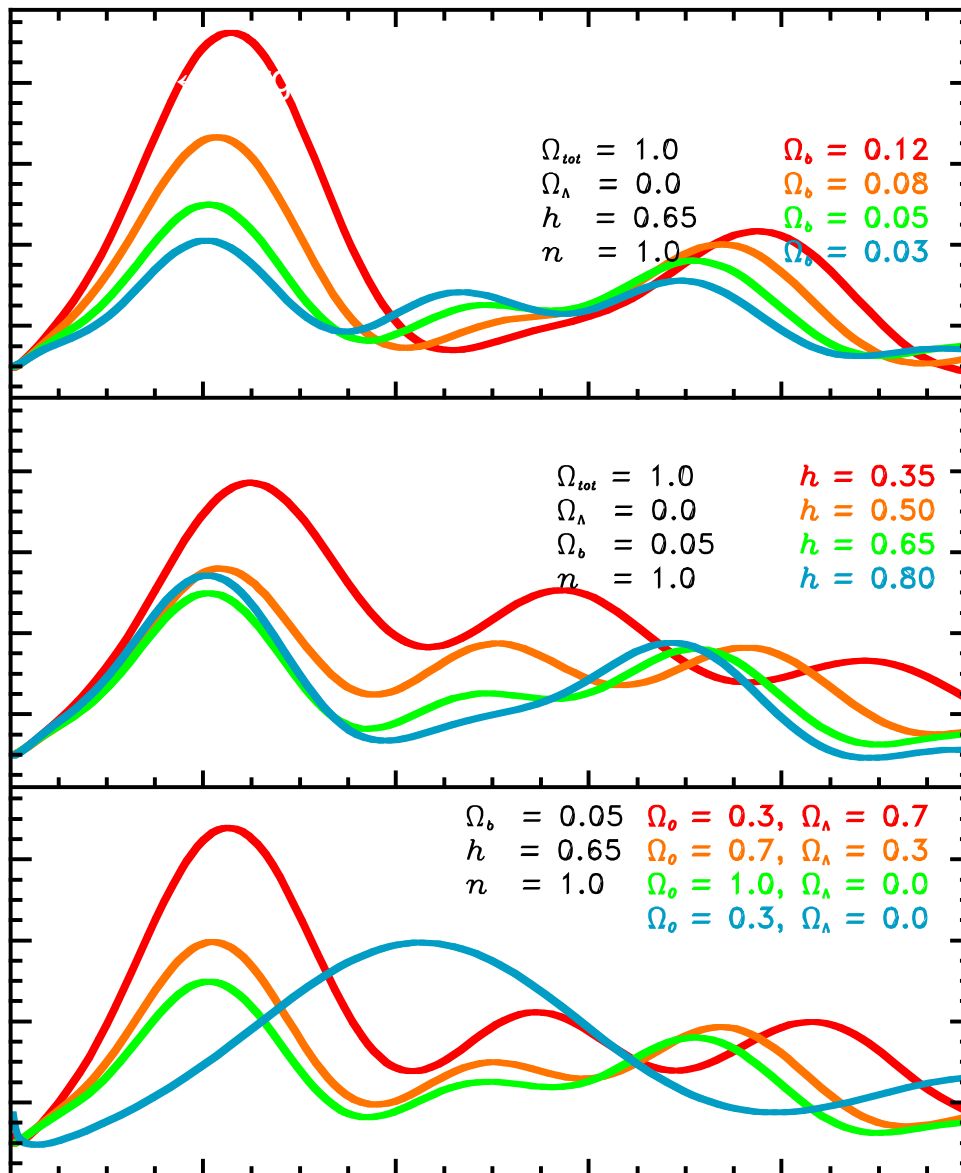 Ω_tot = 1.0 Ω_b = 0.12
Ω_Λ = 0.0 Ω_b = 0.08
h = 0.65 Ω_b = 0.05
n = 1.0 Ω_b = 0.03
Ω_tot = 1.0 h = 0.35
Ω_Λ = 0.0 h = 0.50
Ω_b = 0.05 h = 0.65
n = 1.0 h = 0.80
Ω_b = 0.05 Ω_0 = 0.3, Ω_Λ = 0.7
h = 0.65 Ω_0 = 0.7, Ω_Λ = 0.3
n = 1.0 Ω_0 = 1.0, Ω_Λ = 0.0
Ω_0 = 0.3, Ω_Λ = 0.0